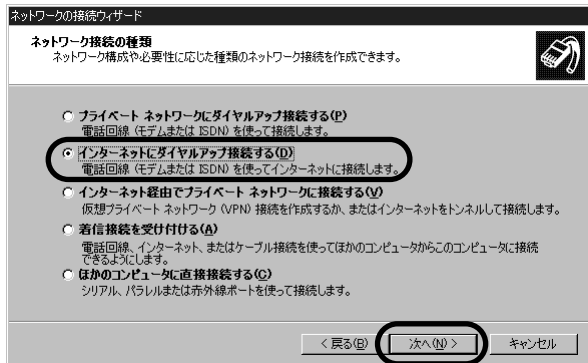 ネットワークの接続ウィザード
ネットワーク接続の種類
ネットワーク構成や必要性に応じた種類のネットワーク接続を作成できます。
プライベート ネットワークにダイヤルアップ接続する(P)
電話回線 (モデムまたは ISDN) を使って接続します。
インターネットにダイヤルアップ接続する(D)
電話回線 (モデムまたは ISDN) を使ってインターネットに接続します。
インターネット経由でプライベート ネットワークに接続する(V)
仮想プライベート ネットワーク (VPN) 接続を作成するか、またはインターネットをトンネルして接続します。
着信接続を受け付ける(A)
電話回線、インターネット、またはケーブル接続を使ってほかのコンピュータからこのコンピュータに接続
できるようにします。
ほかのコンピュータに直接接続する(C)
シリアル、パラレルまたは赤外線ポートを使って接続します。
< 戻る(B) 次へ(N) > キャンセル